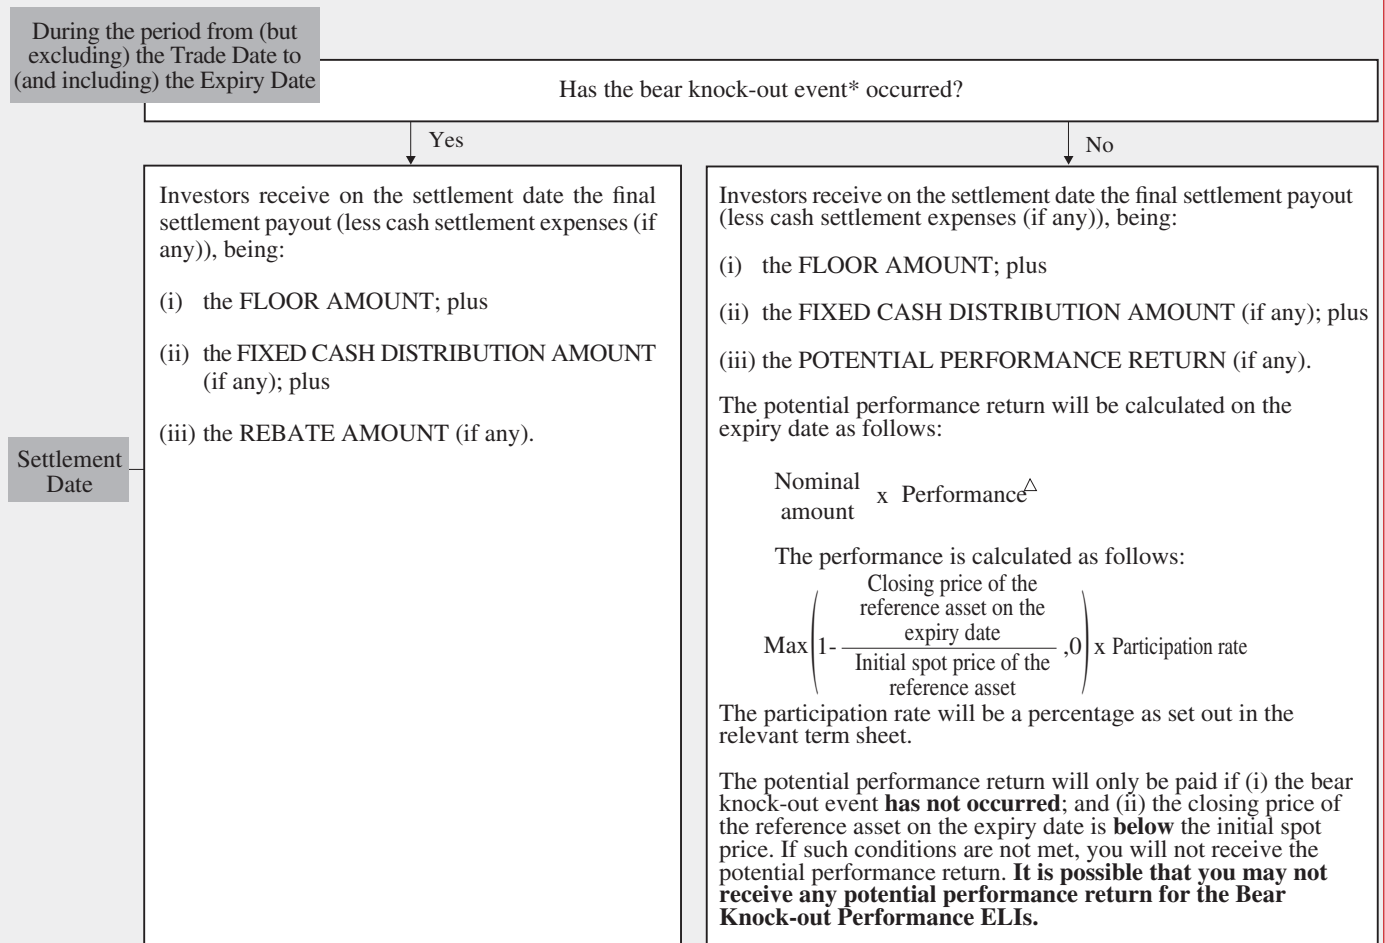 During the period from (but
excluding) the Trade Date to
(and including) the Expiry Date
Has the bear knock-out event* occurred?
Yes
No
Investors receive on the settlement date the final
settlement payout (less cash settlement expenses (if
any)), being:
(i) the FLOOR AMOUNT; plus
(ii) the FIXED CASH DISTRIBUTION AMOUNT
(if any); plus
(iii) the REBATE AMOUNT (if any).
Settlement
Date
Investors receive on the settlement date the final settlement payout
(less cash settlement expenses (if any)), being:
(i) the FLOOR AMOUNT; plus
(ii) the FIXED CASH DISTRIBUTION AMOUNT (if any); plus
(iii) the POTENTIAL PERFORMANCE RETURN (if any).
The potential performance return will be calculated on the
expiry date as follows:
Nominal
amount
x Performance△
The performance is calculated as follows:
Closing price of the
reference asset on the
expiry date
Max(1- ,0) x Participation rate
Initial spot price of the
reference asset
The participation rate will be a percentage as set out in the
relevant term sheet.
The potential performance return will only be paid if (i) the bear
knock-out event has not occurred; and (ii) the closing price of
the reference asset on the expiry date is below the initial spot
price. If such conditions are not met, you will not receive the
potential performance return. It is possible that you may not
receive any potential performance return for the Bear
Knock-out Performance ELIs.